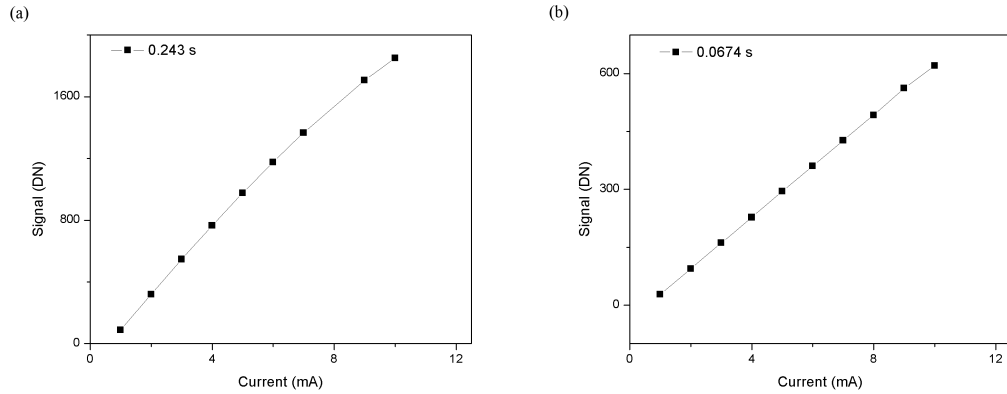 (a)
0.243 s
1600
800
0
Signal (DN)
0 4 8 12
Current (mA)
(b)
0.0674 s
600
300
0
Signal (DN)
0 4 8 12
Current (mA)